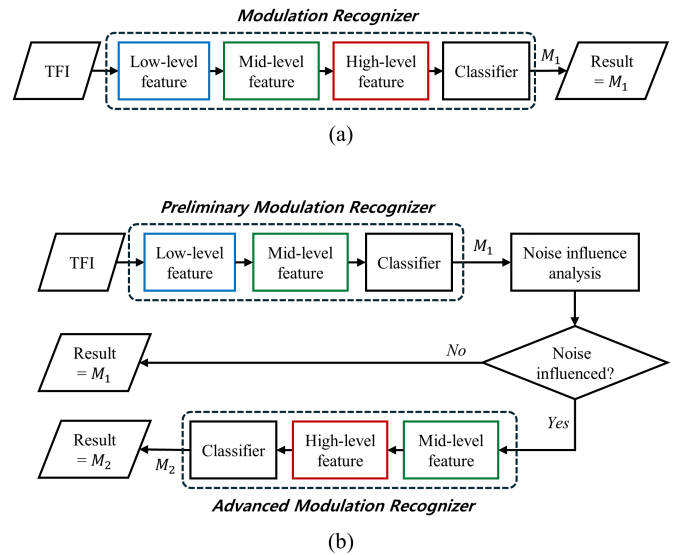 Modulation Recognizer
TFI
Low-level
feature
Mid-level
feature
High-level
feature
Classifier
M₁
Result
= M₁
(a)
Preliminary Modulation Recognizer
TFI
Low-level
feature
Mid-level
feature
Classifier
M₁
Noise influence
analysis
Noise
influenced?
No
Result
= M₁
Yes
Mid-level
feature
High-level
feature
Classifier
M₂
Result
= M₂
Advanced Modulation Recognizer
(b)